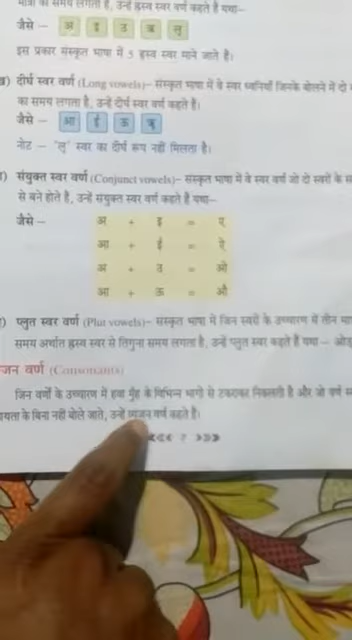 मात्रा का समय लगता है, उन्हें ह्रस्व स्वर कहते हैं यथा–
जैसे – अ इ उ ऋ लृ
इस प्रकार संस्कृत भाषा में 5 ह्रस्व स्वर माने जाते हैं।
ख) दीर्घ स्वर वर्ण (Long vowels)– संस्कृत भाषा में वे स्वर ध्वनियाँ जिनके बोलने में दो
का समय लगता है, उन्हें दीर्घ स्वर वर्ण कहते हैं।
जैसे – आ ई ऊ ॠ
नोट – 'लृ' स्वर का दीर्घ रूप नहीं मिलता है।
) संयुक्त स्वर वर्ण (Conjunct vowels)– संस्कृत भाषा में वे स्वर वर्ण जो दो स्वरों के
से बने होते हैं, उन्हें संयुक्त स्वर वर्ण कहते हैं यथा–
जैसे – अ + इ = ए
आ + ई = ऐ
अ + उ = ओ
आ + ऊ = औ
) प्लुत स्वर वर्ण (Plut vowels)– संस्कृत भाषा में जिन स्वरों के उच्चारण में तीन
समय अर्थात ह्रस्व स्वर से तिगुना समय लगता है, उन्हें प्लुत स्वर कहते हैं यथा –
जन वर्ण (Consonants)
जिन वर्णों के उच्चारण में हवा मुँह के विभिन्न भागों से टकराकर निकलती है और जो वर्ण
के बिना नहीं बोले जाते, उन्हें व्यंजन वर्ण कहते हैं।